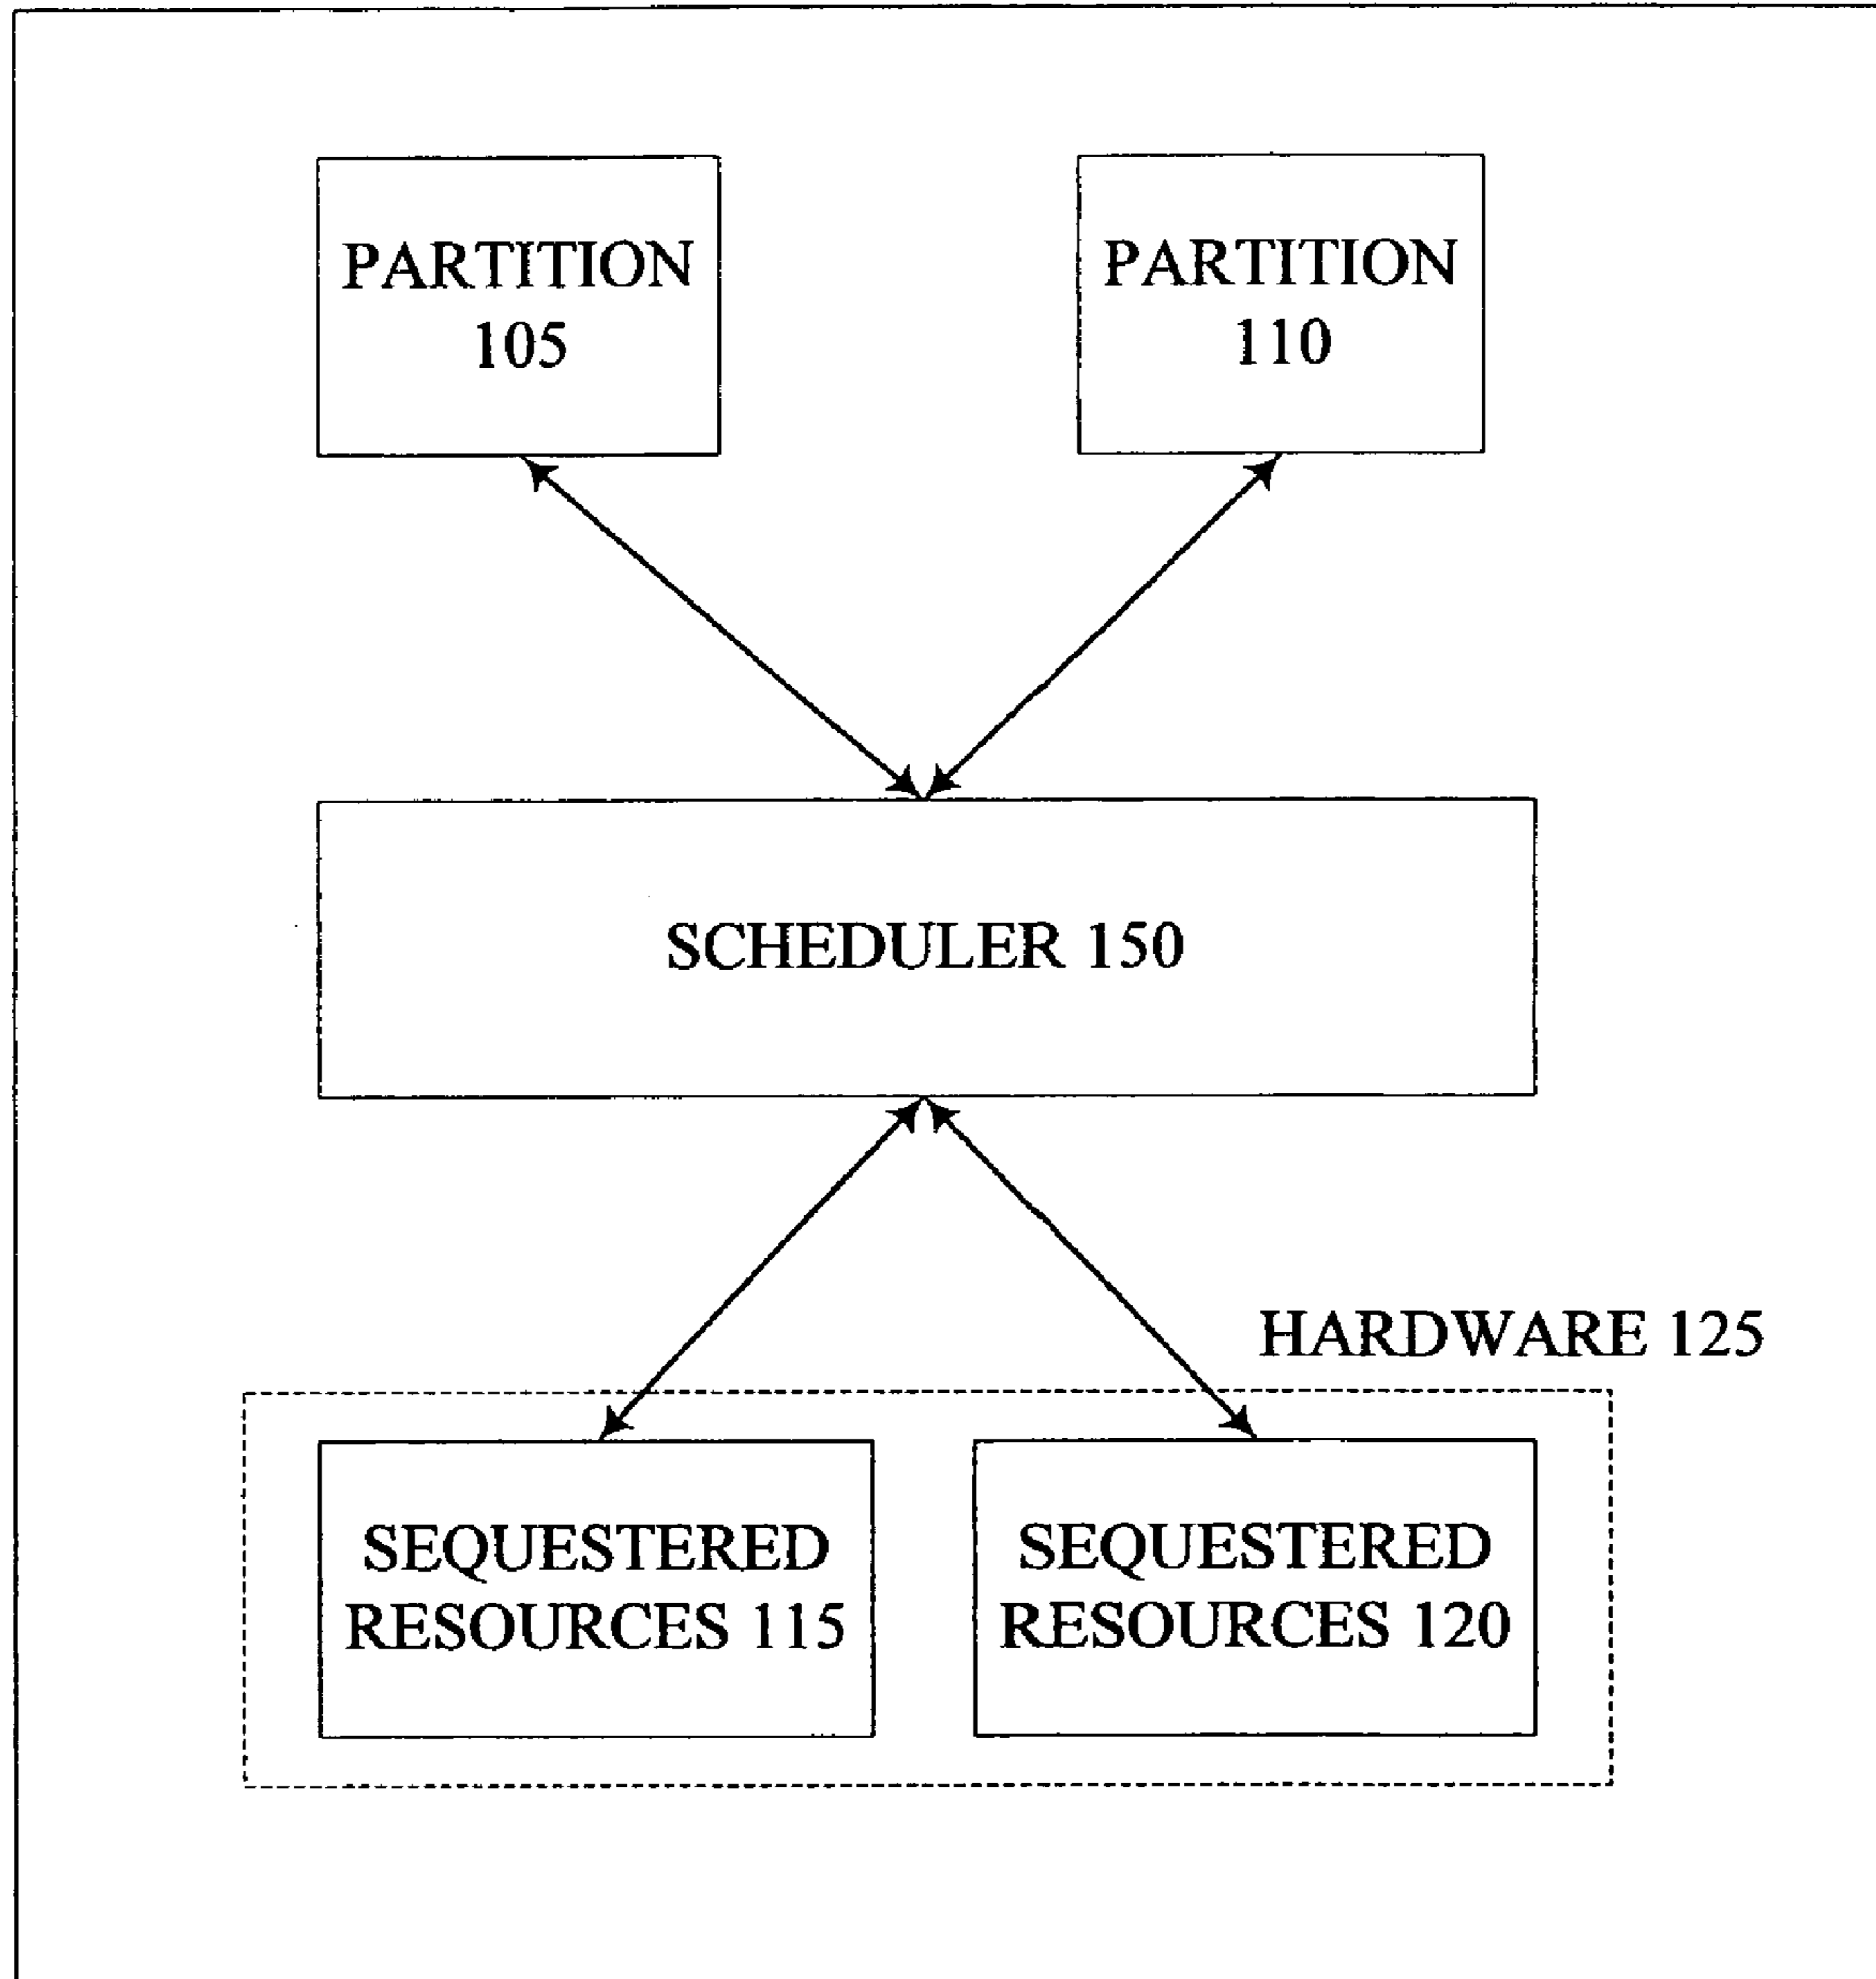 PARTITION
105
PARTITION
110
SCHEDULER 150
HARDWARE 125
SEQUESTERED
RESOURCES 115
SEQUESTERED
RESOURCES 120